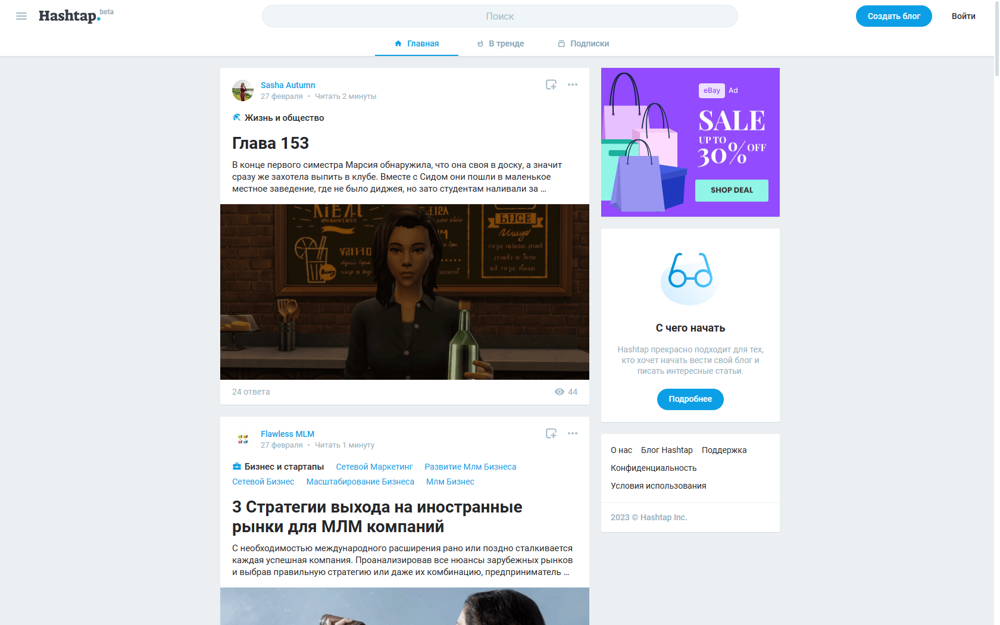 Hashtap.beta
Поиск
Создать блог
Войти
Главная
В тренде
Подписки
Sasha Autumn
27 февраля • Читать 2 минуты
Жизнь и общество
Глава 153
В конце первого симестра Марсия обнаружила, что она своя в доску, а значит
сразу же захотела выпить в клубе. Вместе с Сидом они пошли в маленькое
местное заведение, где не было диджея, но зато студентам наливали за ...
24 ответа
44
Flawless MLM
27 февраля • Читать 1 минуту
Бизнес и стартапы Сетевой Маркетинг Развитие Млм Бизнеса
Сетевой Бизнес Масштабирование Бизнеса Млм Бизнес
3 Стратегии выхода на иностранные
рынки для МЛМ компаний
С необходимостью международного расширения рано или поздно сталкивается
каждая успешная компания. Проанализировав все нюансы зарубежных рынков
и выбрав правильную стратегию или даже их комбинацию, предприниматель ...
eBay Ad
SALE
UP TO
30% OFF
SHOP DEAL
С чего начать
Hashtap прекрасно подходит для тех,
кто хочет начать вести свой блог и
писать интересные статьи.
Подробнее
О нас Блог Hashtap Поддержка
Конфиденциальность
Условия использования
2023 © Hashtap Inc.